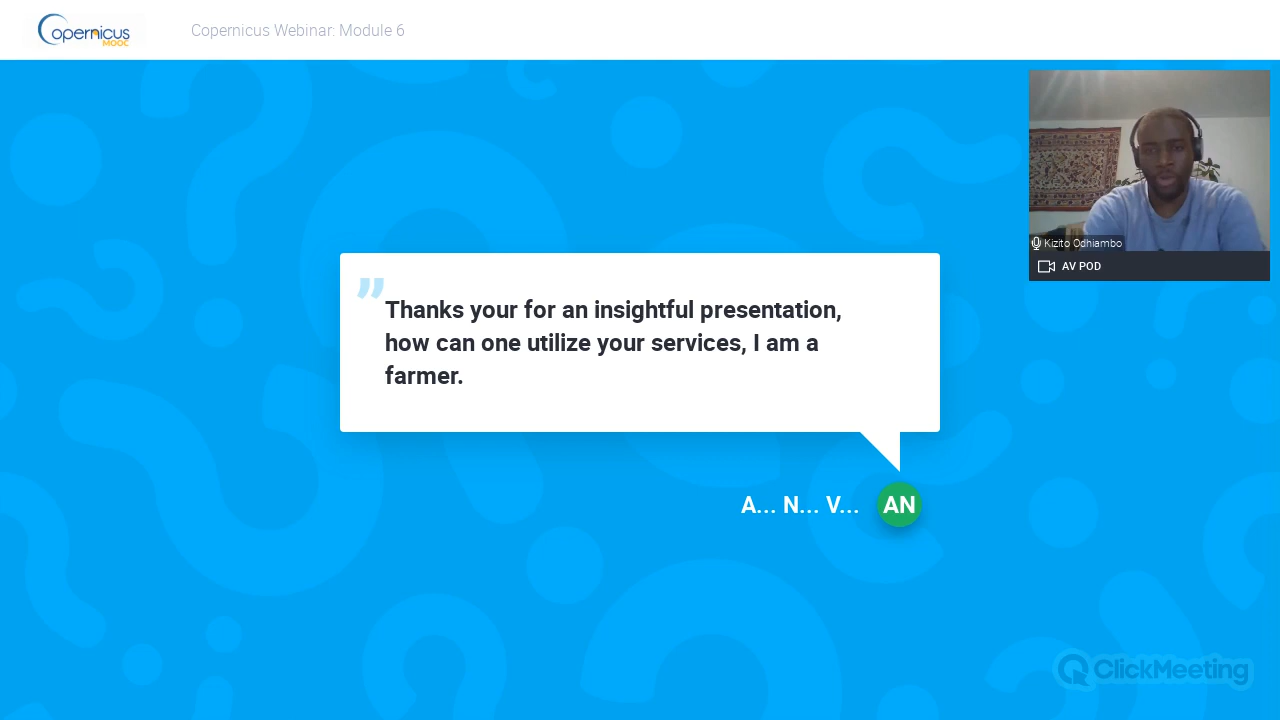 Copernicus
MOOC
Copernicus Webinar: Module 6
Kizito Odhiambo
AV POD
"
Thanks your for an insightful presentation,
how can one utilize your services, I am a
farmer.
A... N... V...
AN
ClickMeeting